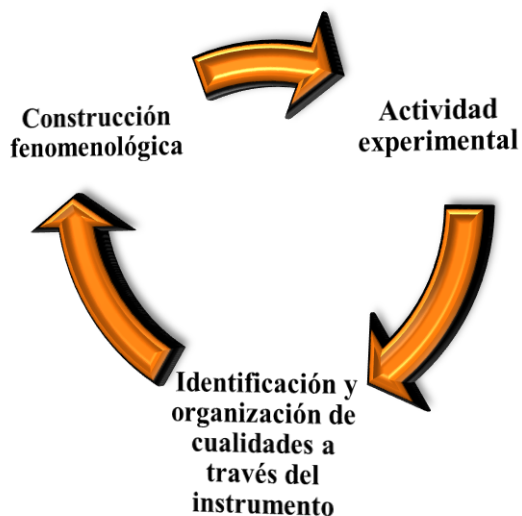 Construcción
fenomenológica
Actividad
experimental
Identificación y
organización de
cualidades a
través del
instrumento